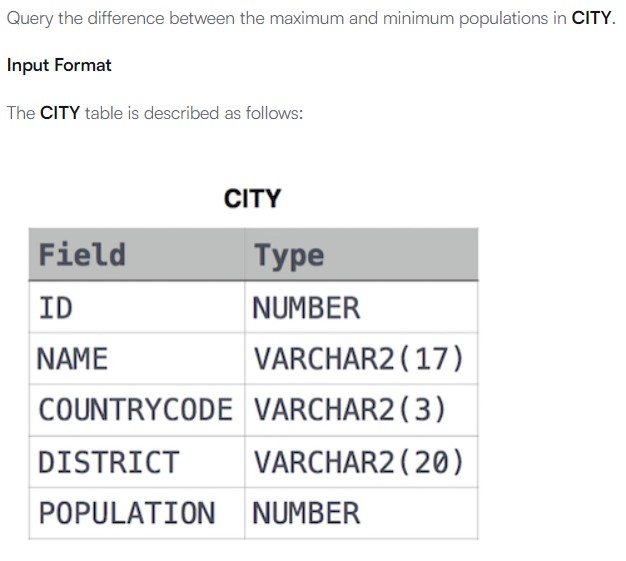 Query the difference between the maximum and minimum populations in CITY.
Input Format
The CITY table is described as follows:
CITY
Field Type
ID NUMBER
NAME VARCHAR2(17)
COUNTRYCODE VARCHAR2(3)
DISTRICT VARCHAR2(20)
POPULATION NUMBER